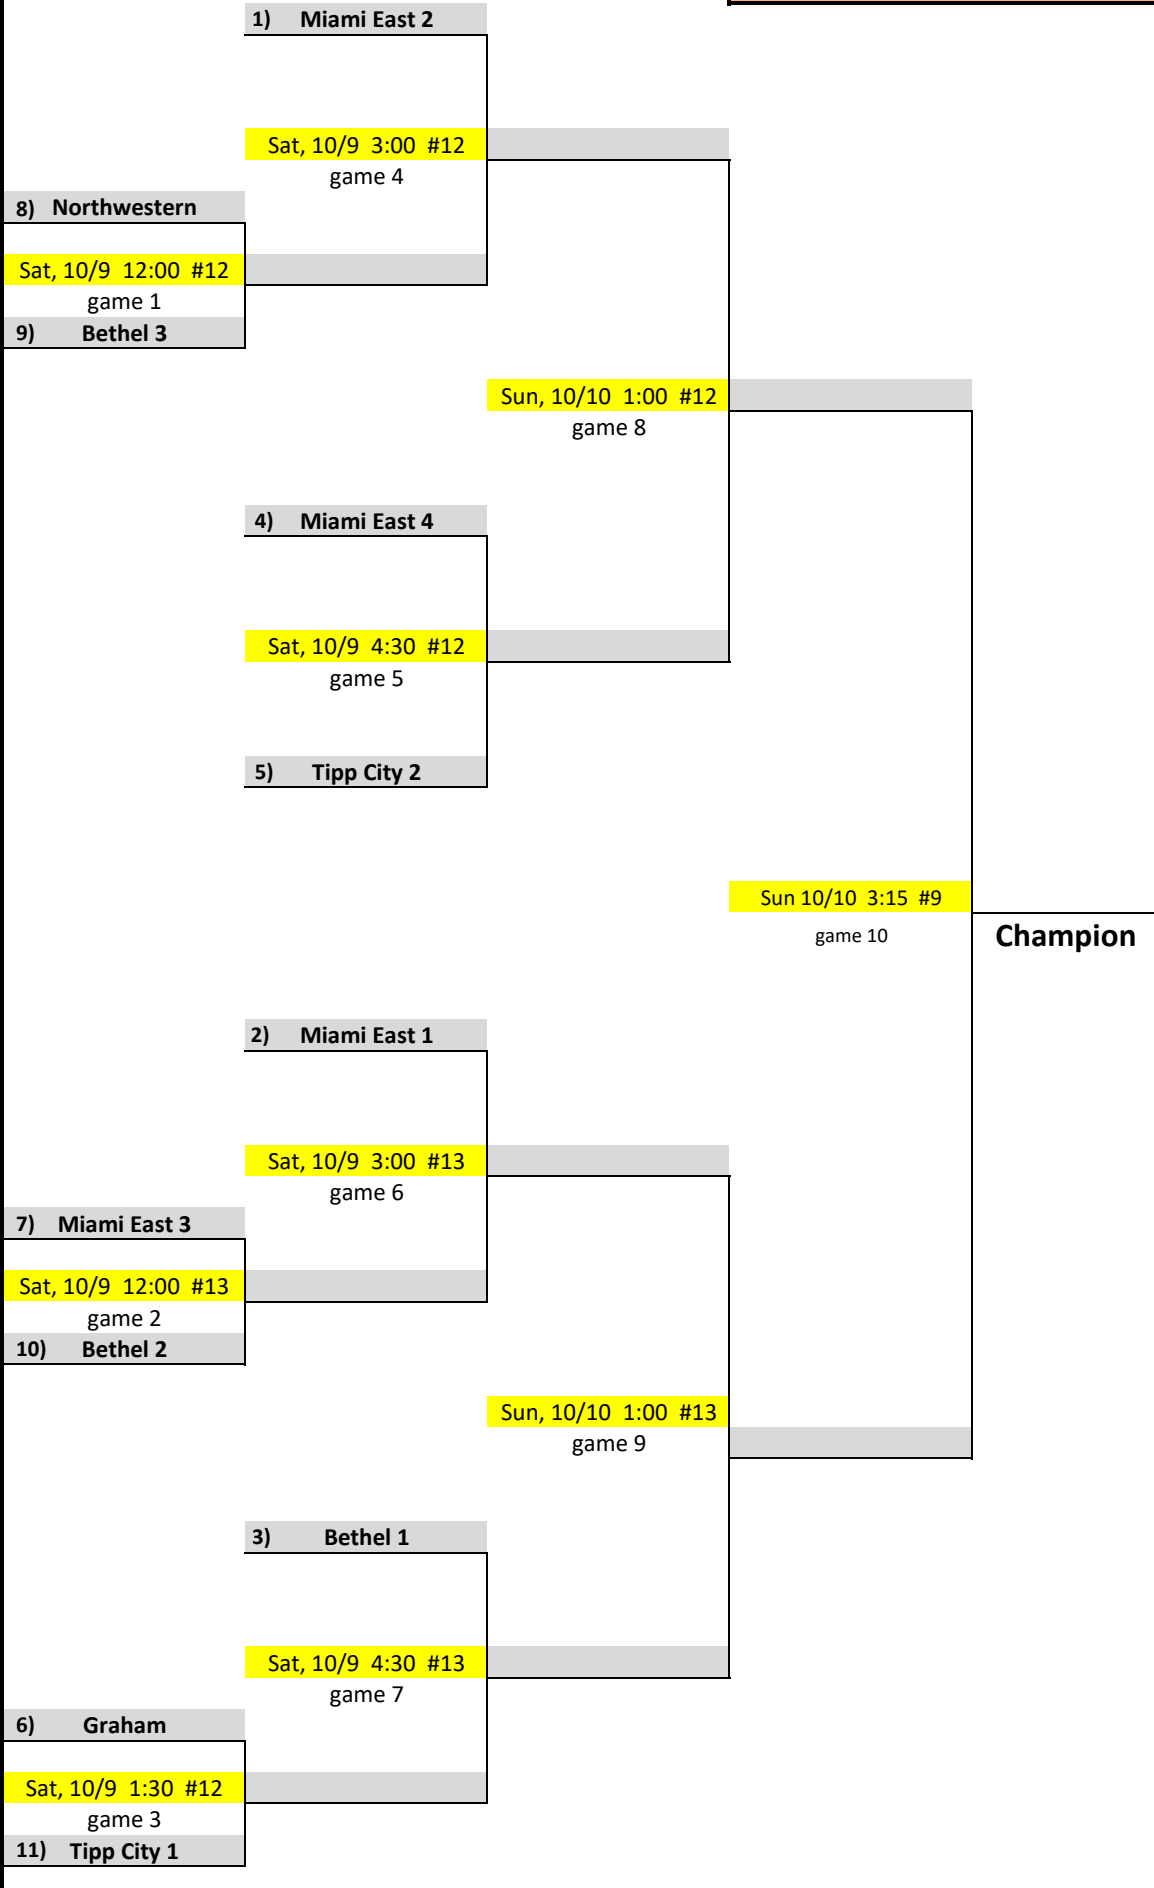 1) Miami East 2
Sat, 10/9 3:00 #12
game 4
8) Northwestern
Sat, 10/9 12:00 #12
game 1
9) Bethel 3
Sun, 10/10 1:00 #12
game 8
4) Miami East 4
Sat, 10/9 4:30 #12
game 5
5) Tipp City 2
Sun 10/10 3:15 #9
game 10
Champion
2) Miami East 1
Sat, 10/9 3:00 #13
game 6
7) Miami East 3
Sat, 10/9 12:00 #13
game 2
10) Bethel 2
Sun, 10/10 1:00 #13
game 9
3) Bethel 1
Sat, 10/9 4:30 #13
game 7
6) Graham
Sat, 10/9 1:30 #12
game 3
11) Tipp City 1